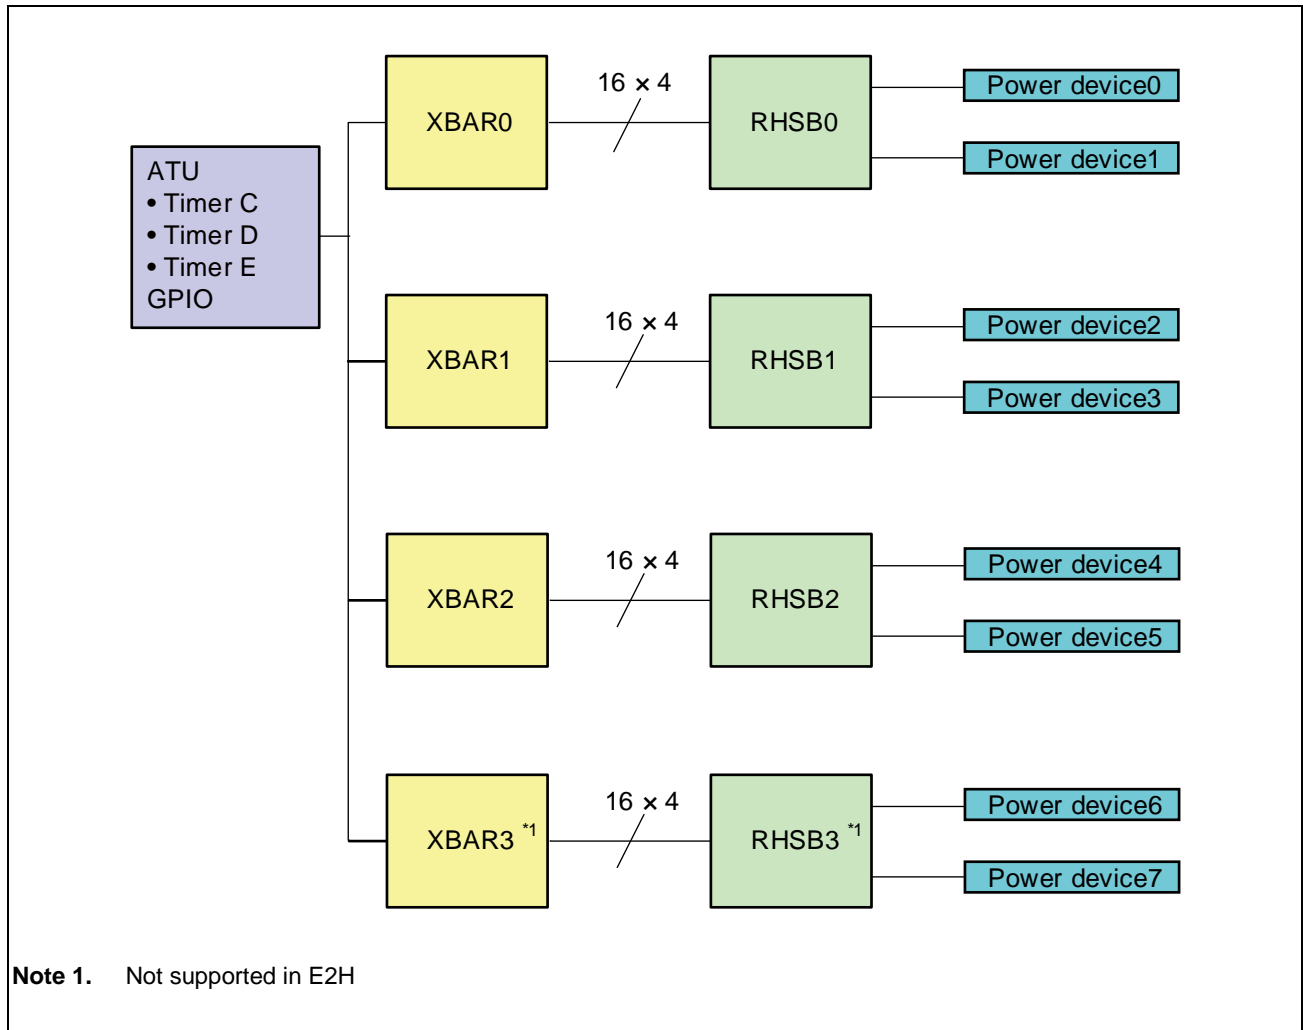 16 × 4
XBAR0
RHSB0
Power device0
Power device1
ATU
• Timer C
• Timer D
• Timer E
GPIO
16 × 4
XBAR1
RHSB1
Power device2
Power device3
16 × 4
XBAR2
RHSB2
Power device4
Power device5
16 × 4
XBAR3 *1
RHSB3 *1
Power device6
Power device7
Note 1. Not supported in E2H